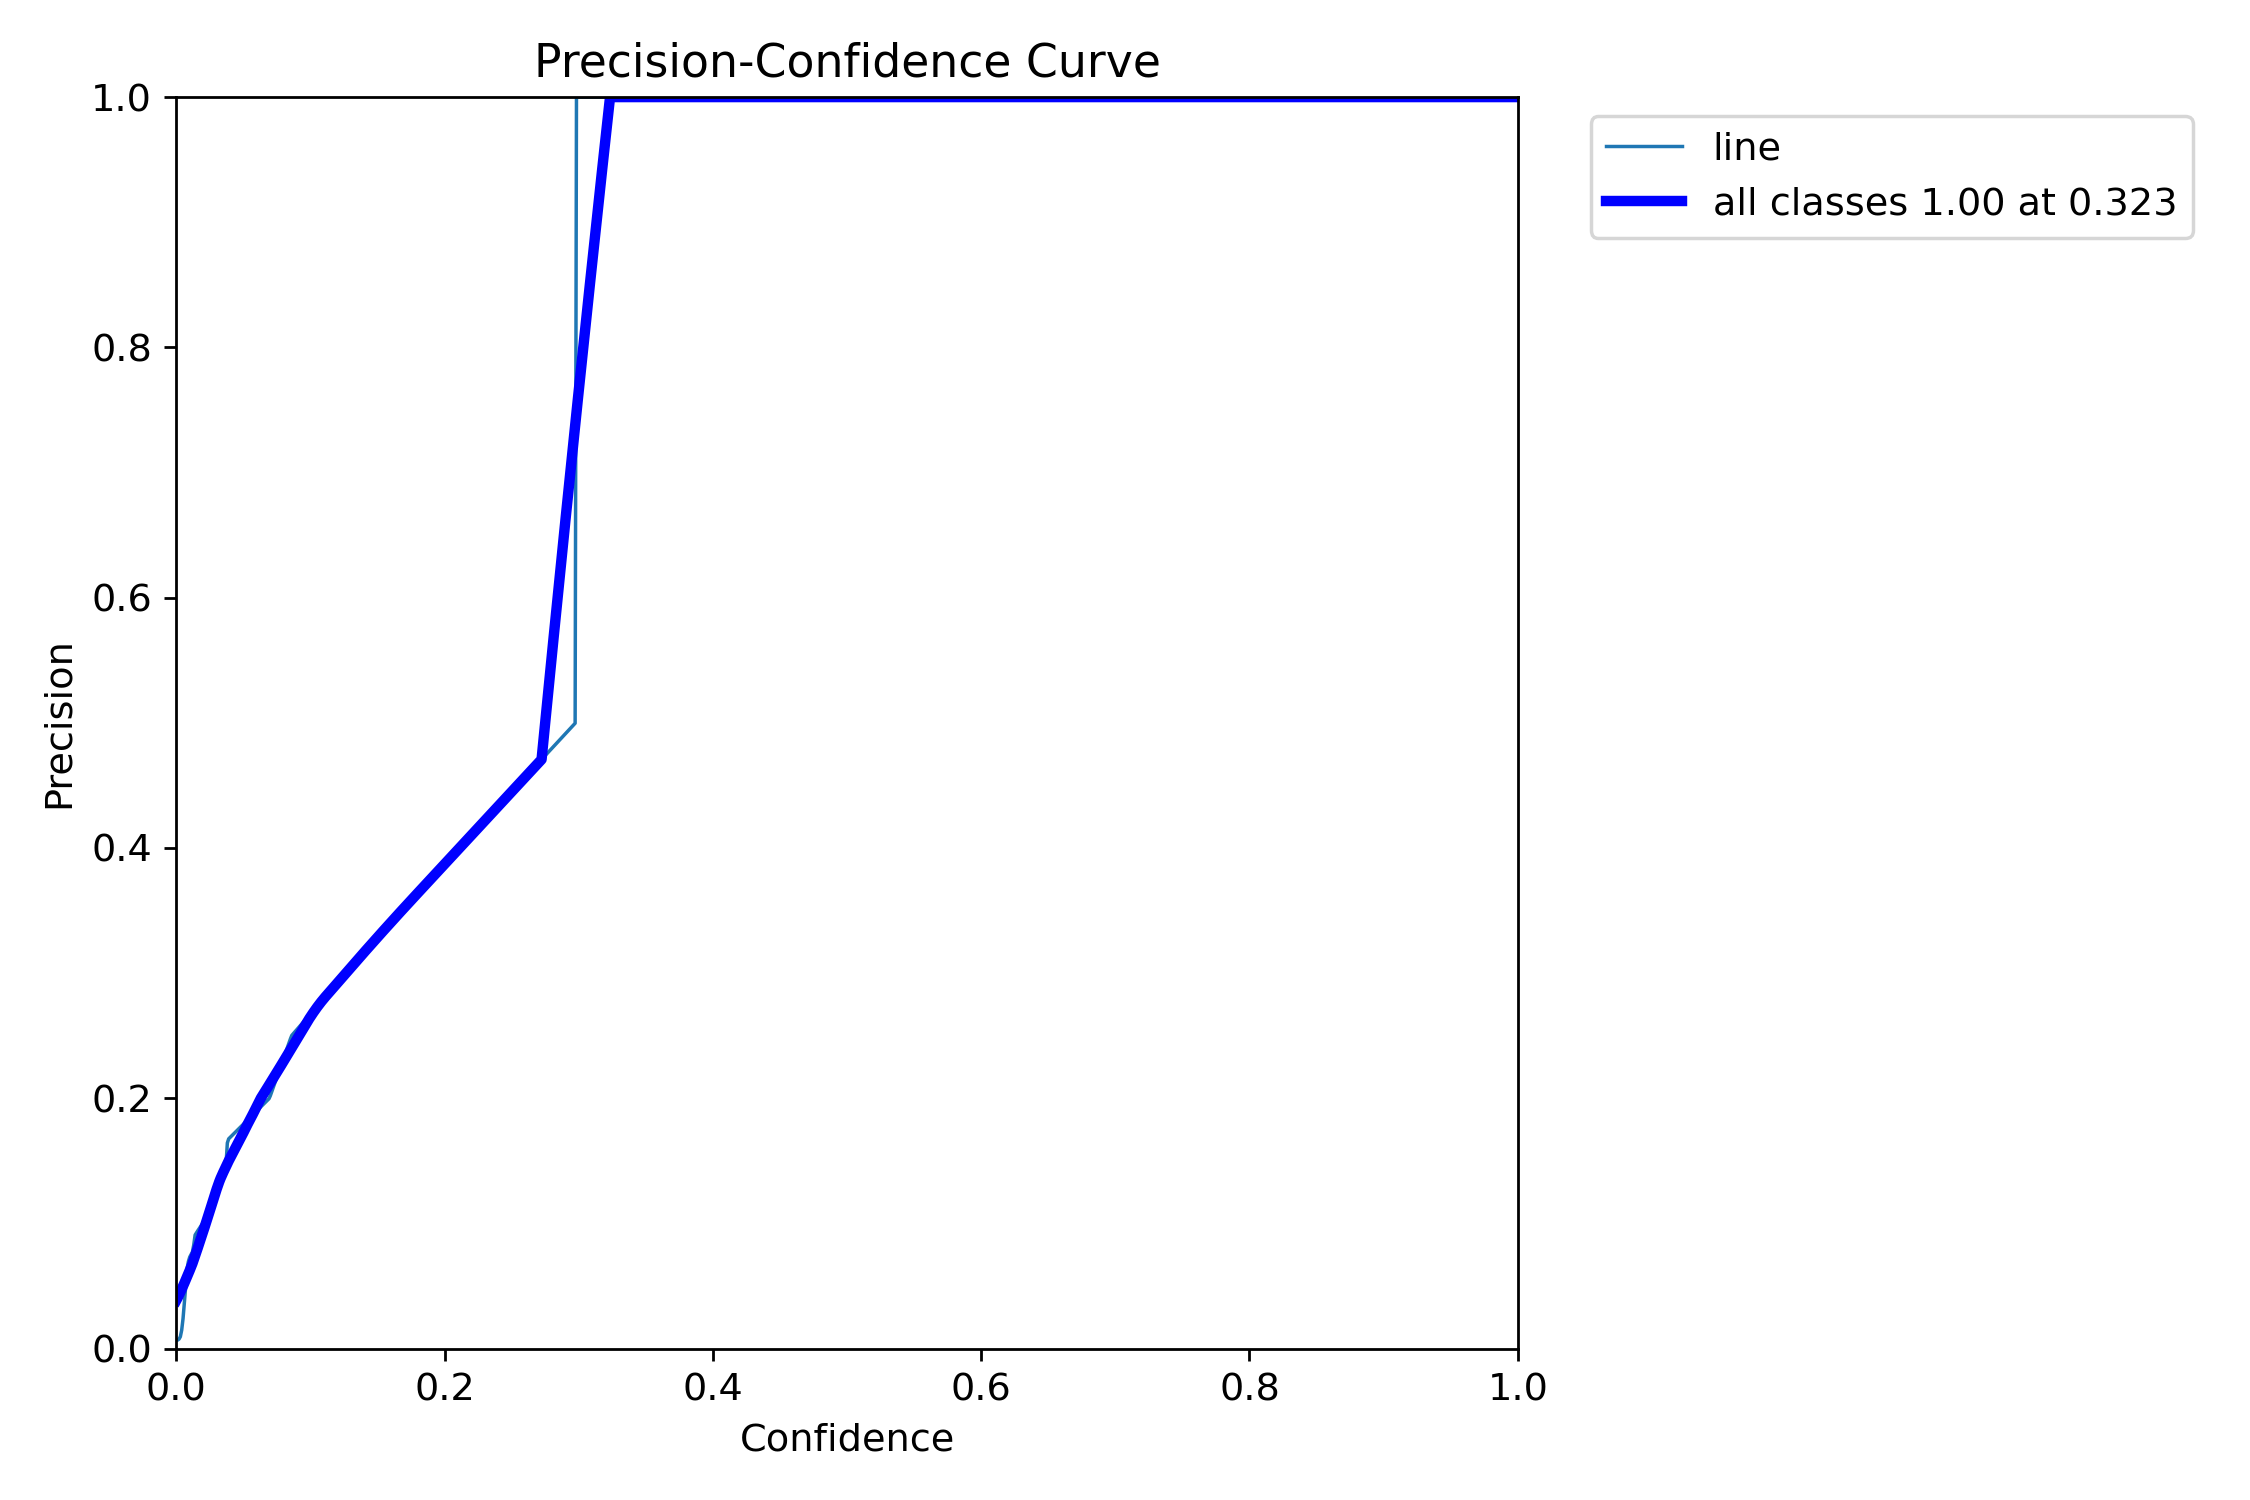 Precision-Confidence Curve
1.0
0.8
0.6
0.4
0.2
0.0
Precision
0.0 0.2 0.4 0.6 0.8 1.0
Confidence
line
all classes 1.00 at 0.323